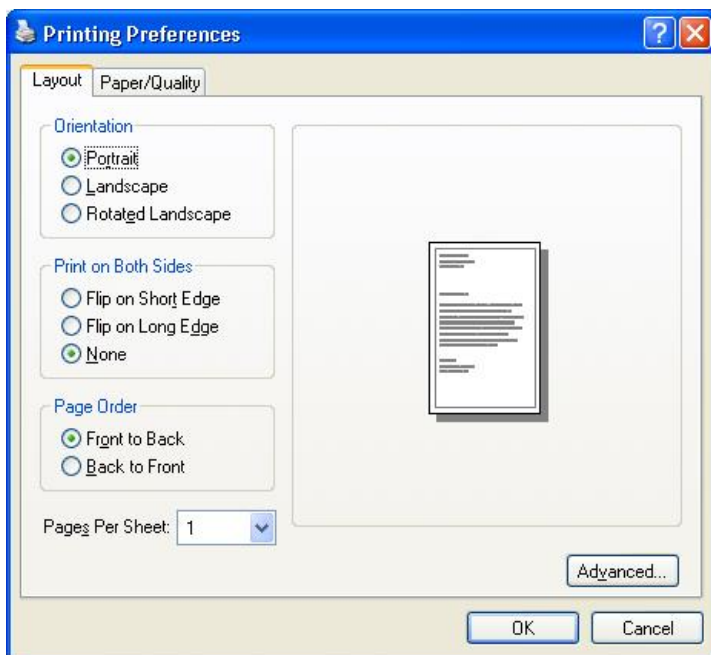 Printing Preferences
Layout
Paper/Quality
Orientation
Portrait
Landscape
Rotated Landscape
Print on Both Sides
Flip on Short Edge
Flip on Long Edge
None
Page Order
Front to Back
Back to Front
Pages Per Sheet: 1
Advanced...
OK
Cancel